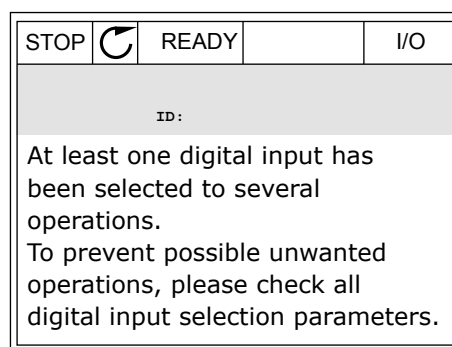 STOP READY I/O
ID:
At least one digital input has
been selected to several
operations.
To prevent possible unwanted
operations, please check all
digital input selection parameters.